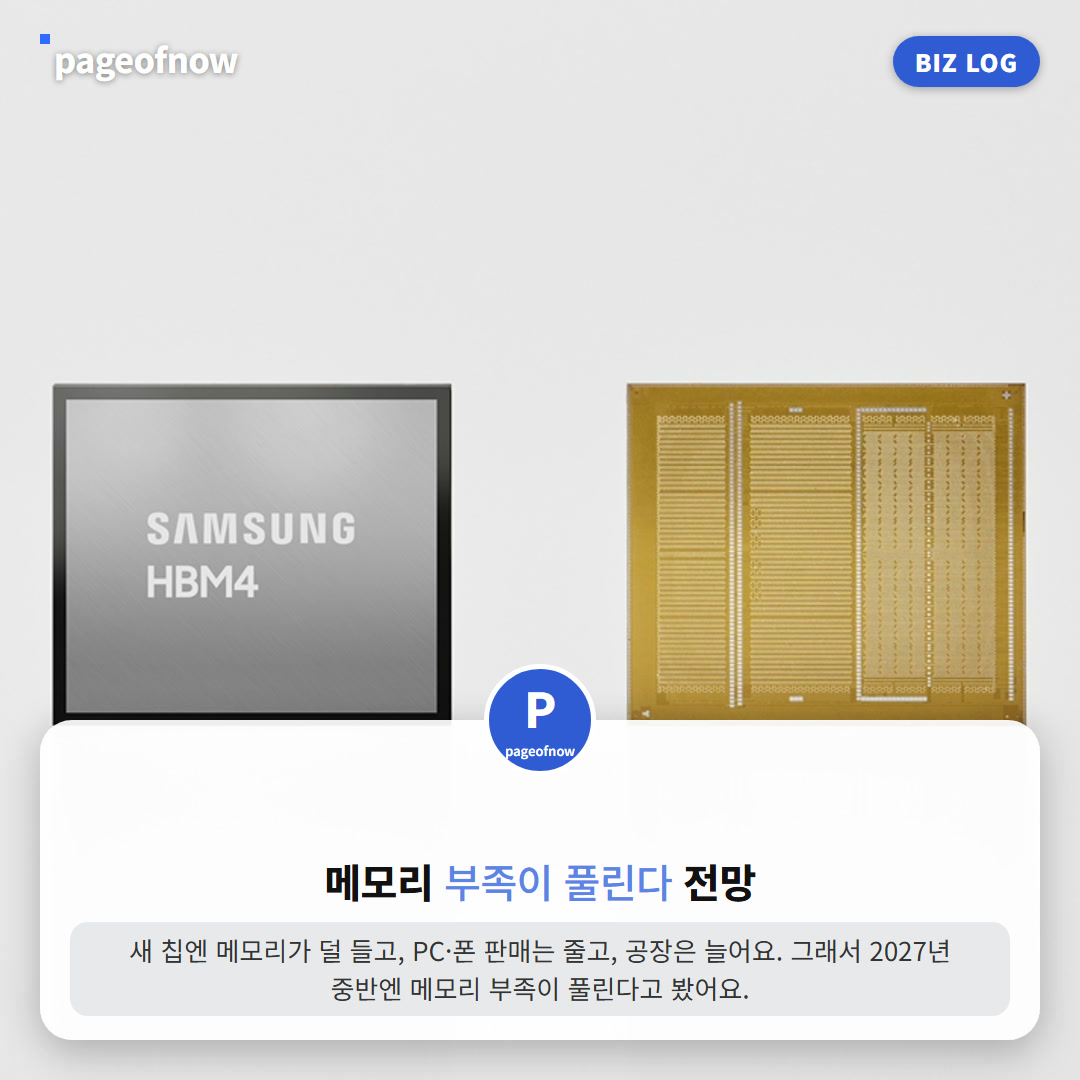 pageofnow
BIZ LOG
SAMSUNG
HBM4
P
pageofnow
메모리 부족이 풀린다 전망
새 칩엔 메모리가 덜 들고, PC·폰 판매는 줄고, 공장은 늘어요. 그래서 2027년
중반엔 메모리 부족이 풀린다고 봤어요.